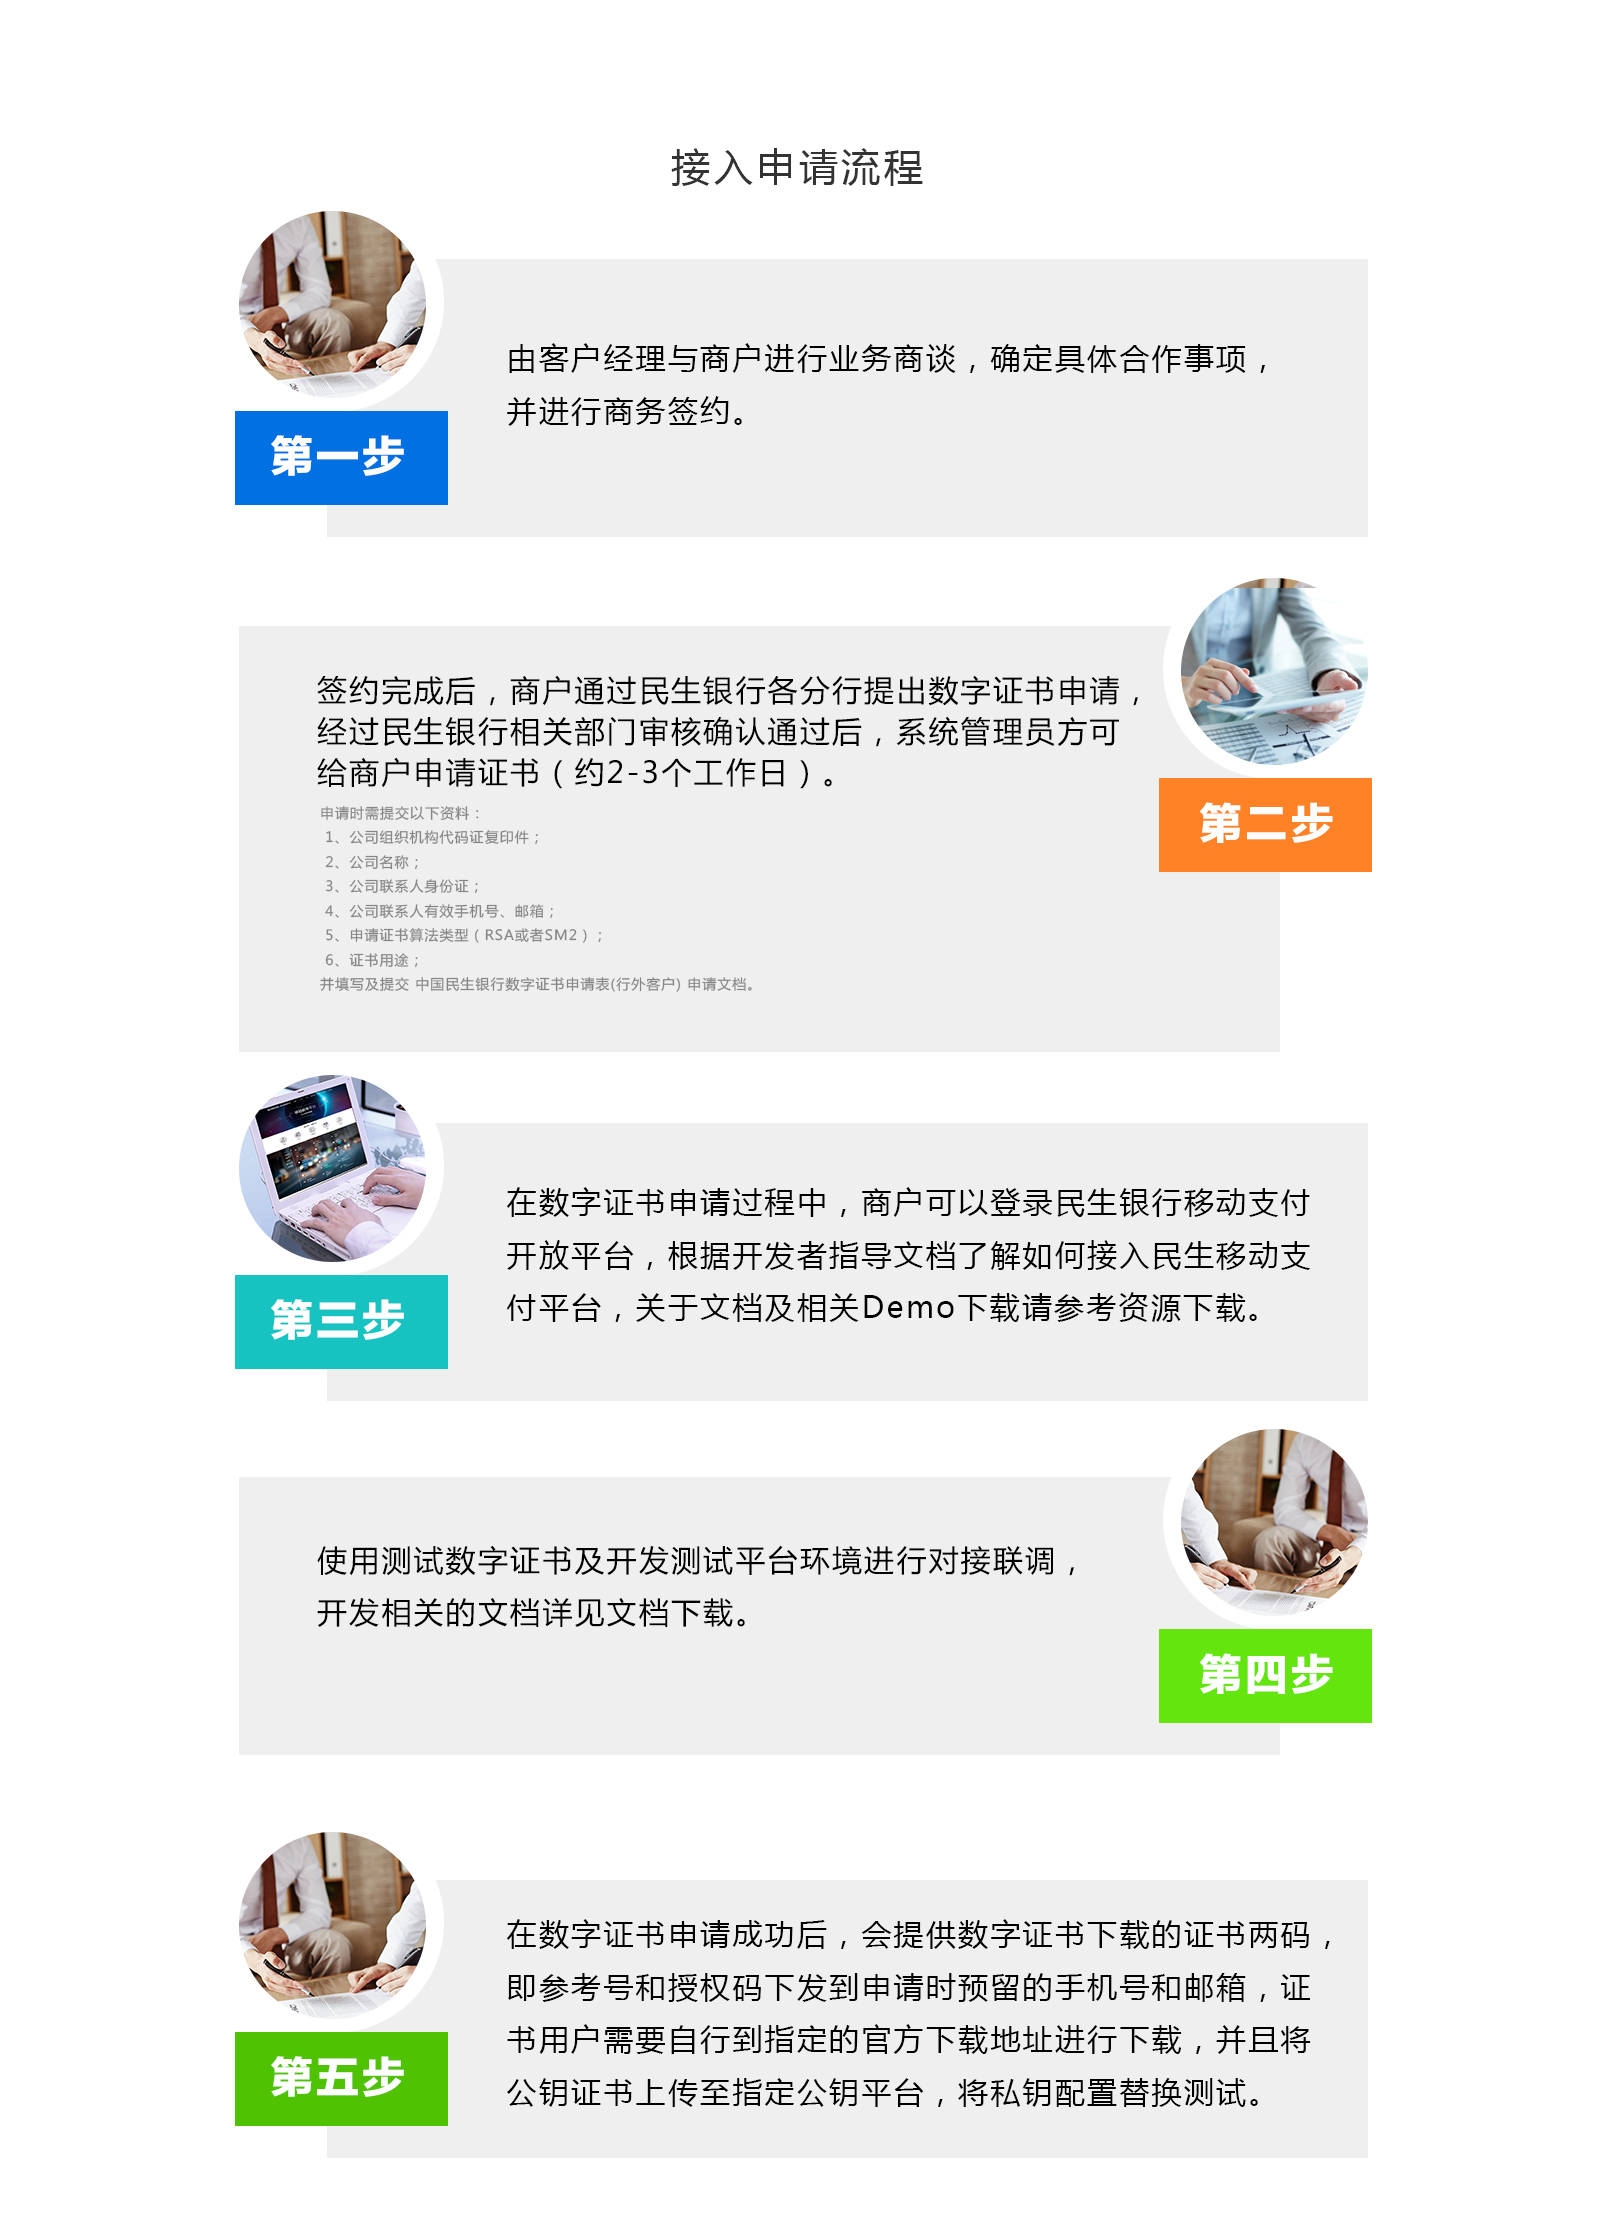 接入申请流程
由客户经理与商户进行业务商谈，确定具体合作事项，
并进行商务签约。
第一步
签约完成后，商户通过民生银行各分行提出数字证书申请，
经过民生银行相关部门审核确认通过后，系统管理员方可
给商户申请证书（约2-3个工作日）。
申请时需提交以下资料：
1、公司组织机构代码证复印件；
2、公司名称；
3、公司联系人身份证；
4、公司联系人有效手机号、邮箱；
5、申请证书算法类型（RSA或者SM2）；
6、证书用途；
并填写及提交 中国民生银行数字证书申请表(行外客户) 申请文档。
第二步
在数字证书申请过程中，商户可以登录民生银行移动支付
开放平台，根据开发者指导文档了解如何接入民生移动支
付平台，关于文档及相关Demo下载请参考资源下载。
第三步
使用测试数字证书及开发测试平台环境进行对接联调，
开发相关的文档详见文档下载。
第四步
在数字证书申请成功后，会提供数字证书下载的证书两码，
即参考号和授权码下发到申请时预留的手机号和邮箱，证
书用户需要自行到指定的官方下载地址进行下载，并且将
公钥证书上传至指定公钥平台，将私钥配置替换测试。
第五步